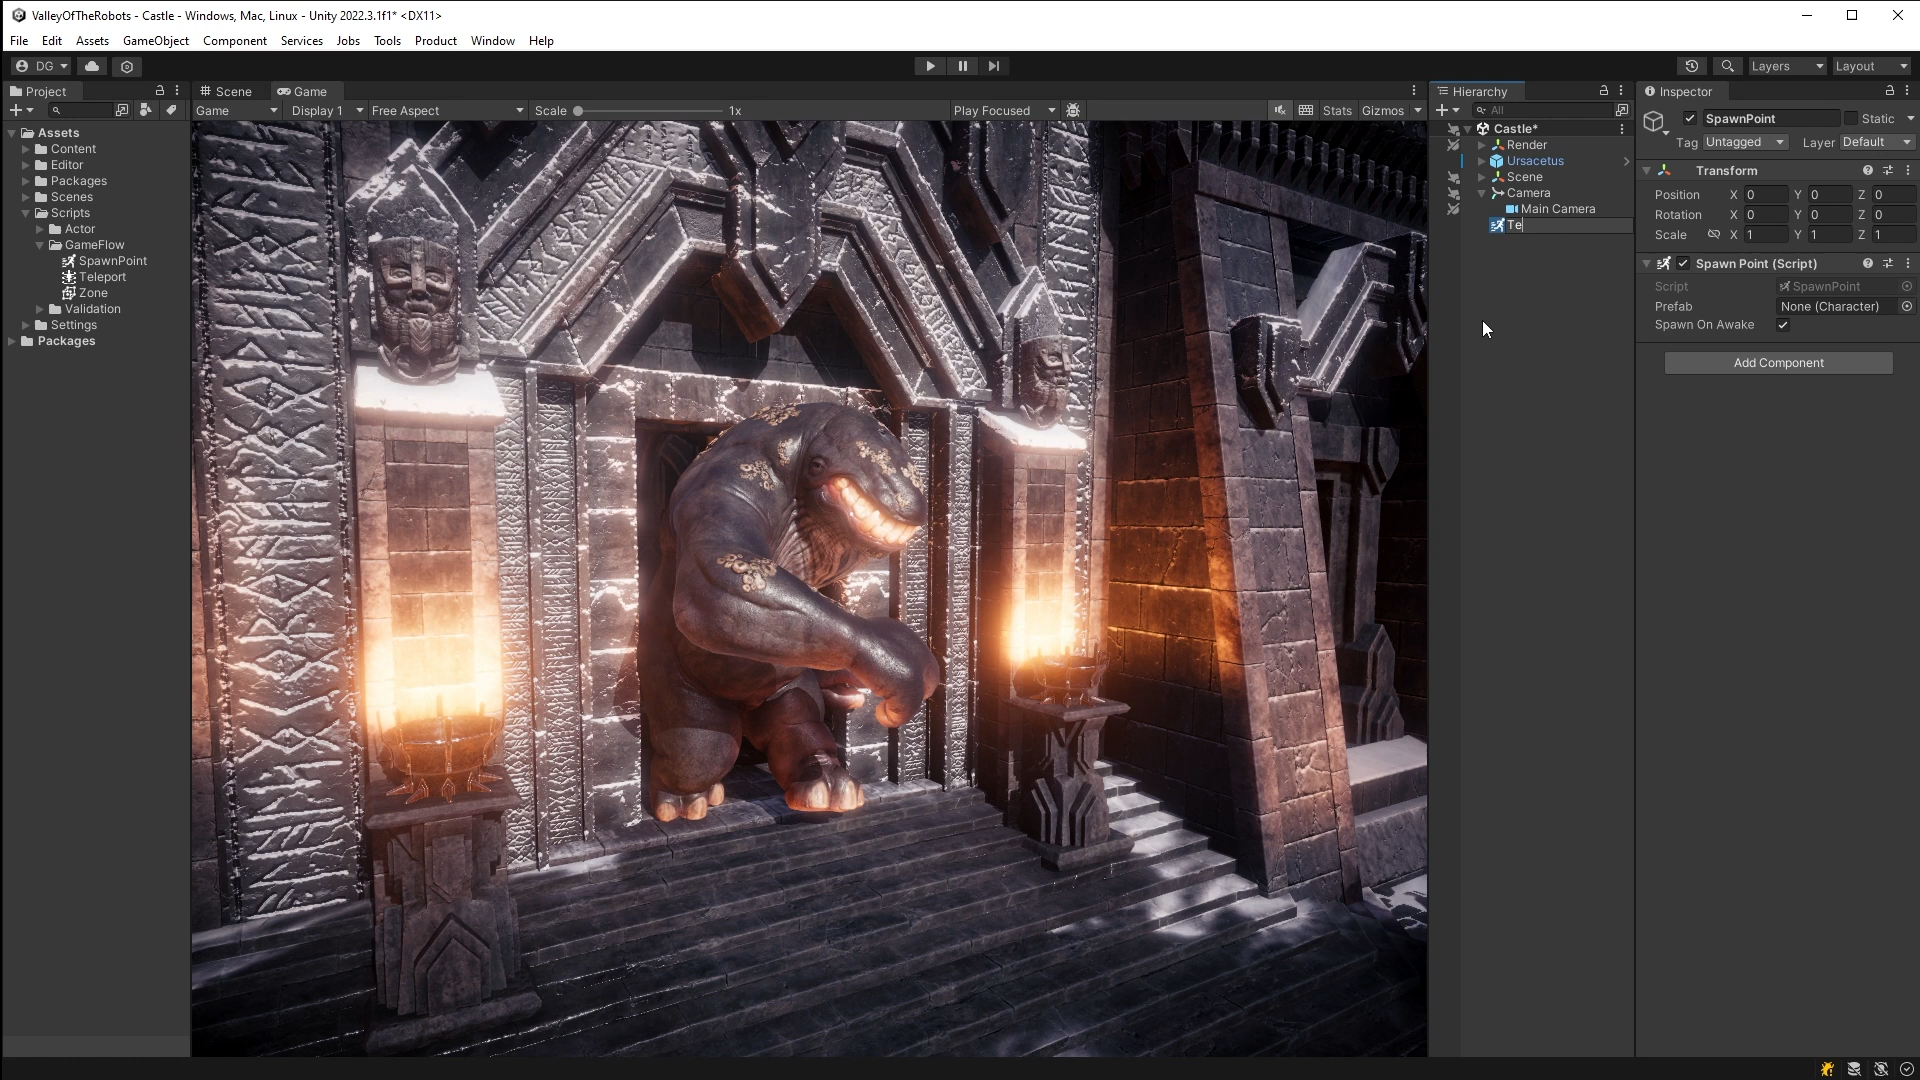 ValleyOfTheRobots - Castle - Windows, Mac, Linux - Unity 2022.3.1f1* <DX11>
File Edit Assets GameObject Component Services Jobs Tools Product Window Help
DG
Layers
Layout
Project
Assets
Content
Editor
Packages
Scenes
Scripts
Actor
GameFlow
SpawnPoint
Teleport
Zone
Validation
Settings
Packages
Scene
Game
Game
Display 1
Free Aspect
Scale
1x
Play Focused
Stats
Gizmos
Hierarchy
All
Castle*
Render
Ursacetus
Scene
Camera
Main Camera
Te
Inspector
SpawnPoint
Static
Tag Untagged
Layer Default
Transform
Position X 0 Y 0 Z 0
Rotation X 0 Y 0 Z 0
Scale X 1 Y 1 Z 1
Spawn Point (Script)
Script SpawnPoint
Prefab None (Character)
Spawn On Awake
Add Component